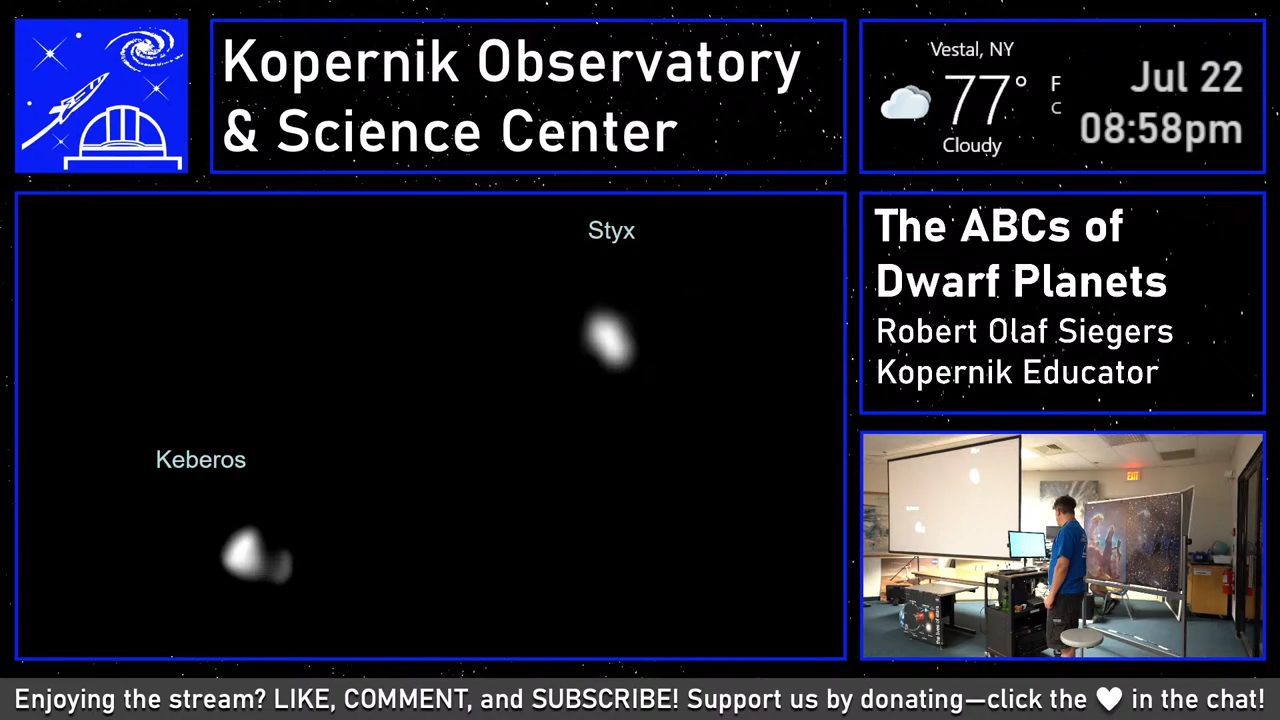 Kopernik Observatory
& Science Center
Vestal, NY
77°
F
C
Cloudy
Jul 22
08:58pm
Styx
Keberos
The ABCs of
Dwarf Planets
Robert Olaf Siegers
Kopernik Educator
EXIT
Enjoying the stream? LIKE, COMMENT, and SUBSCRIBE! Support us by donating—click the ♥ in the chat!